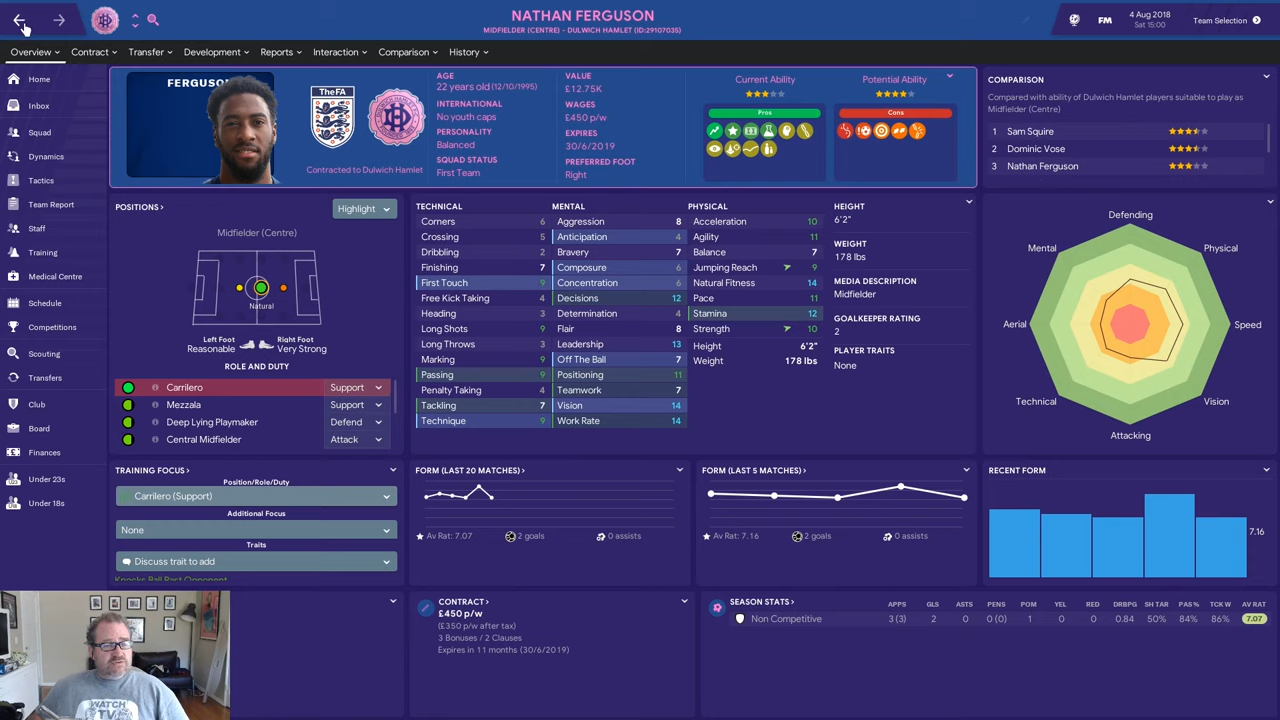 NATHAN FERGUSON
MIDFIELDER (CENTRE) - DULWICH HAMLET (ID:29107035)
FM
4 Aug 2018
Sat 15:00
Team Selection
Overview
Contract
Transfer
Development
Reports
Interaction
Comparison
History
Home
Inbox
Squad
Dynamics
Tactics
Team Report
Staff
Training
Medical Centre
Schedule
Competitions
Scouting
Transfers
Club
Board
Finances
Under 23s
Under 18s
FERGUS
TheFA
Contracted to Dulwich Hamlet
AGE
22 years old (12/10/1995)
INTERNATIONAL
No youth caps
PERSONALITY
Balanced
SQUAD STATUS
First Team
VALUE
£12.75K
WAGES
£450 p/w
EXPIRES
30/6/2019
PREFERRED FOOT
Right
Current Ability
Pros
Potential Ability
Cons
COMPARISON
Compared with ability of Dulwich Hamlet players suitable to play as
Midfielder (Centre)
1 Sam Squire
2 Dominic Vose
3 Nathan Ferguson
POSITIONS
Highlight
Midfielder (Centre)
Natural
Left Foot
Reasonable
Right Foot
Very Strong
ROLE AND DUTY
Carrilero Support
Mezzala Support
Deep Lying Playmaker Defend
Central Midfielder Attack
TECHNICAL
Corners 6
Crossing 5
Dribbling 2
Finishing 7
First Touch 9
Free Kick Taking 4
Heading 3
Long Shots 9
Long Throws 3
Marking 9
Passing 9
Penalty Taking 4
Tackling 7
Technique 9
MENTAL
Aggression 8
Anticipation 4
Bravery 7
Composure 6
Concentration 6
Decisions 12
Determination 4
Flair 8
Leadership 13
Off The Ball 7
Positioning 11
Teamwork 7
Vision 14
Work Rate 14
PHYSICAL
Acceleration 10
Agility 11
Balance 7
Jumping Reach 9
Natural Fitness 14
Pace 11
Stamina 12
Strength 10
Height 6'2"
Weight 178 lbs
HEIGHT
6'2"
WEIGHT
178 lbs
MEDIA DESCRIPTION
Midfielder
GOALKEEPER RATING
2
PLAYER TRAITS
None
Defending
Physical
Speed
Vision
Attacking
Technical
Aerial
Mental
TRAINING FOCUS
Position/Role/Duty
Carrilero (Support)
Additional Focus
None
Traits
Discuss trait to add
Knocks Ball Past Opponent
FORM (LAST 20 MATCHES)
Av Rat: 7.07
2 goals
0 assists
FORM (LAST 5 MATCHES)
Av Rat: 7.16
2 goals
0 assists
RECENT FORM
7.16
CONTRACT
£450 p/w
(£350 p/w after tax)
3 Bonuses / 2 Clauses
Expires in 11 months (30/6/2019)
SEASON STATS
APPS GLS ASTS PENS POM YEL RED DRBPG SH TAR PAS % TCK W AV RAT
Non Competitive 3 (3) 2 0 0 (0) 1 0 0 0.84 50% 84% 86% 7.07
WATCH
TV